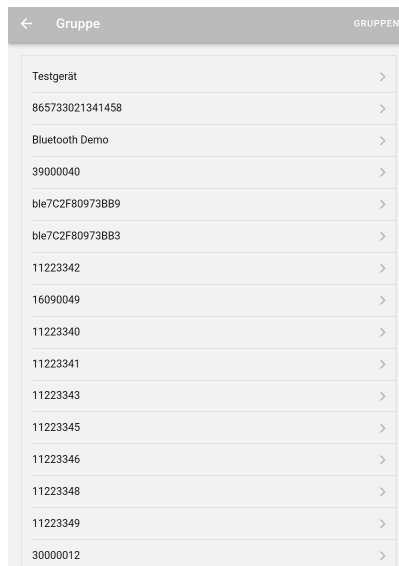 Gruppe GRUPPEN
Testgerät
865733021341458
Bluetooth Demo
39000040
ble7C2F80973BB9
ble7C2F80973BB3
11223342
16090049
11223340
11223341
11223343
11223345
11223346
11223348
11223349
30000012